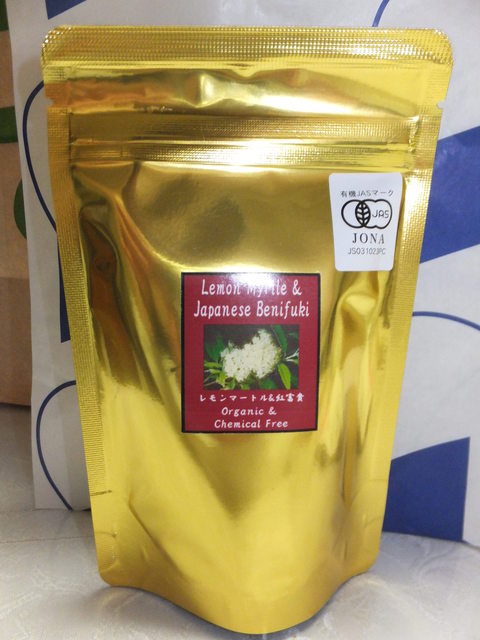 有機JASマーク
JAS
JONA
JS031023PC
Lemon Myrtle &
Japanese Benifuki
レモンマートル&紅富貴
Organic &
Chemical Free